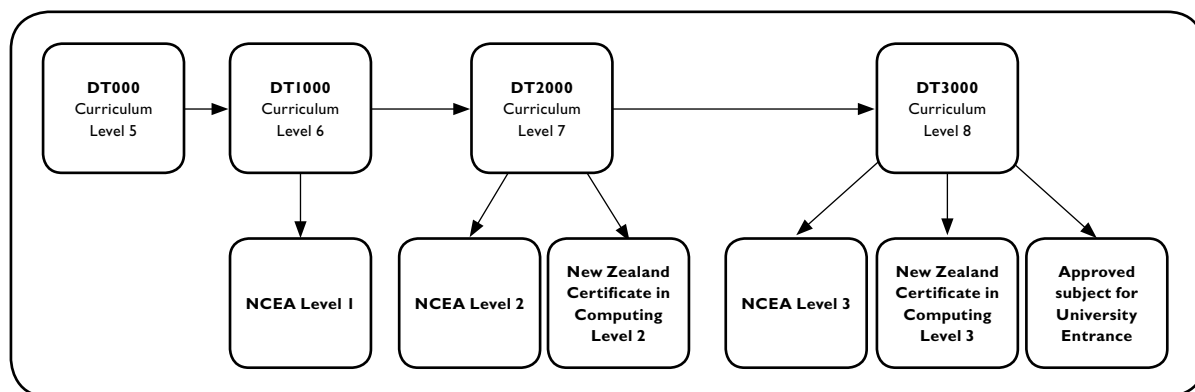 DT000
Curriculum
Level 5
DT1000
Curriculum
Level 6
DT2000
Curriculum
Level 7
DT3000
Curriculum
Level 8
NCEA Level 1
NCEA Level 2
New Zealand
Certificate in
Computing
Level 2
NCEA Level 3
New Zealand
Certificate in
Computing
Level 3
Approved
subject for
University
Entrance